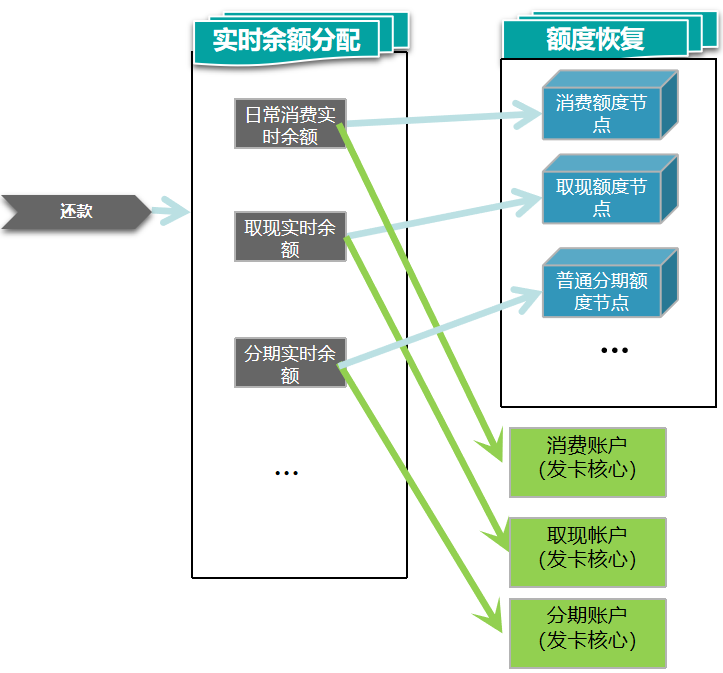 实时余额分配
额度恢复
日常消费实
时余额
消费额度节
点
还款
取现实时余
额
取现额度节
点
分期实时余
额
普通分期额
度节点
…
…
消费账户
（发卡核心）
取现帐户
（发卡核心）
分期账户
（发卡核心）